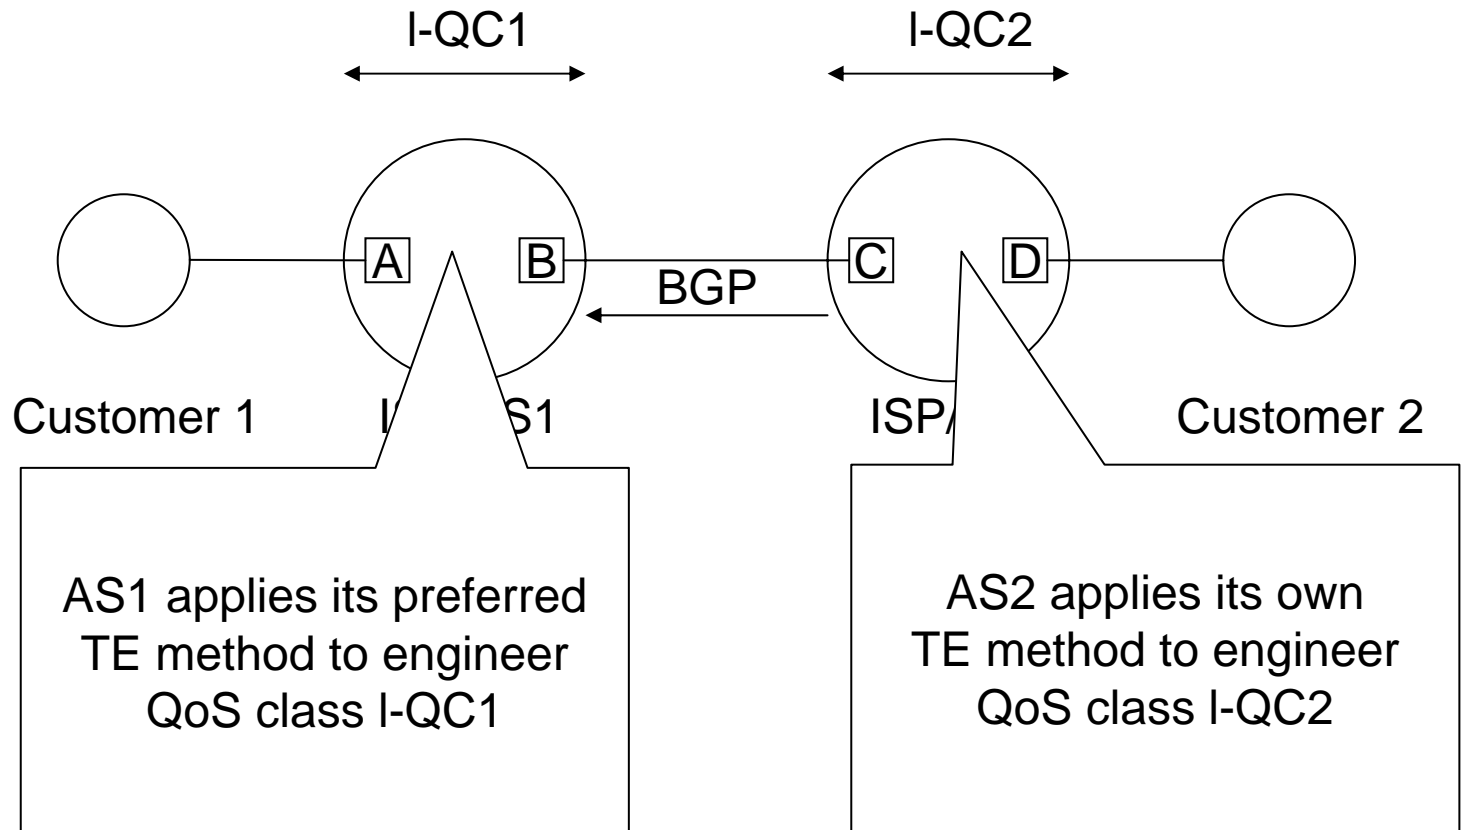 l-QC1
l-QC2
A
B
C
D
BGP
Customer 1
S1
ISP/
Customer 2
AS1 applies its preferred
TE method to engineer
QoS class l-QC1
AS2 applies its own
TE method to engineer
QoS class l-QC2